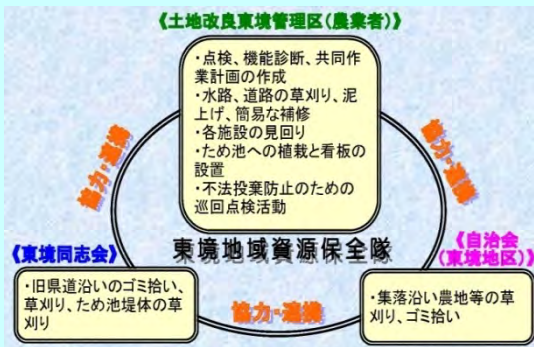 《土地改良東境管理区(農業者)》
・点検、機能診断、共同作
業計画の作成
・水路、道路の草刈り、泥
上げ、簡易な補修
・各施設の見回り
・ため池への植栽と看板の
設置
・不法投業防止のための
巡回点検活動
協力・連携
協力・連携
東境地域資源保全隊
《東境同志会》
・旧県道沿いのゴミ拾い、
草刈り、ため池堤体の草
刈り
《自治会
(東境地区)》
・集落沿い農地等の草
刈り、ゴミ拾い
協力・連携